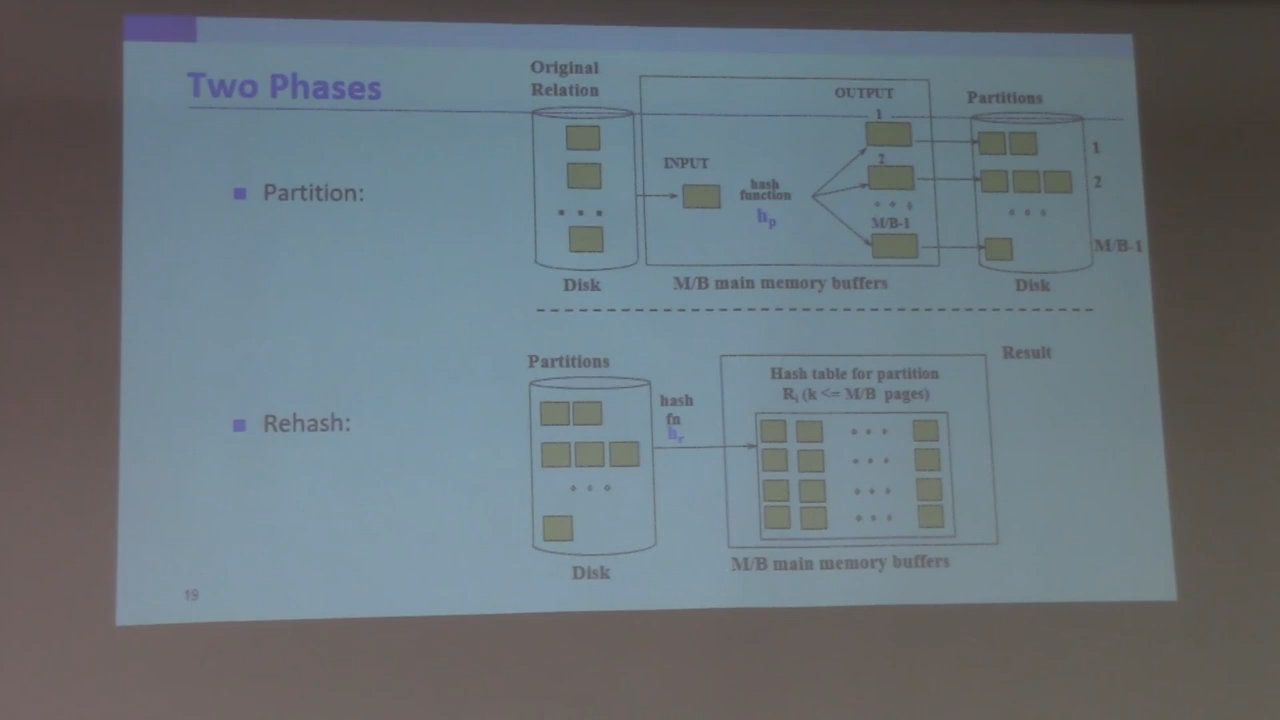 Two Phases
Original
Relation
OUTPUT
Partitions
1
1
INPUT
2
2
Partition:
hash
function
hp
M/B-1
M/B-1
Disk
M/B main memory buffers
Disk
Partitions
Result
Hash table for partition
Ri (k <= M/B pages)
hash
fn
hr
Rehash:
Disk
M/B main memory buffers
19